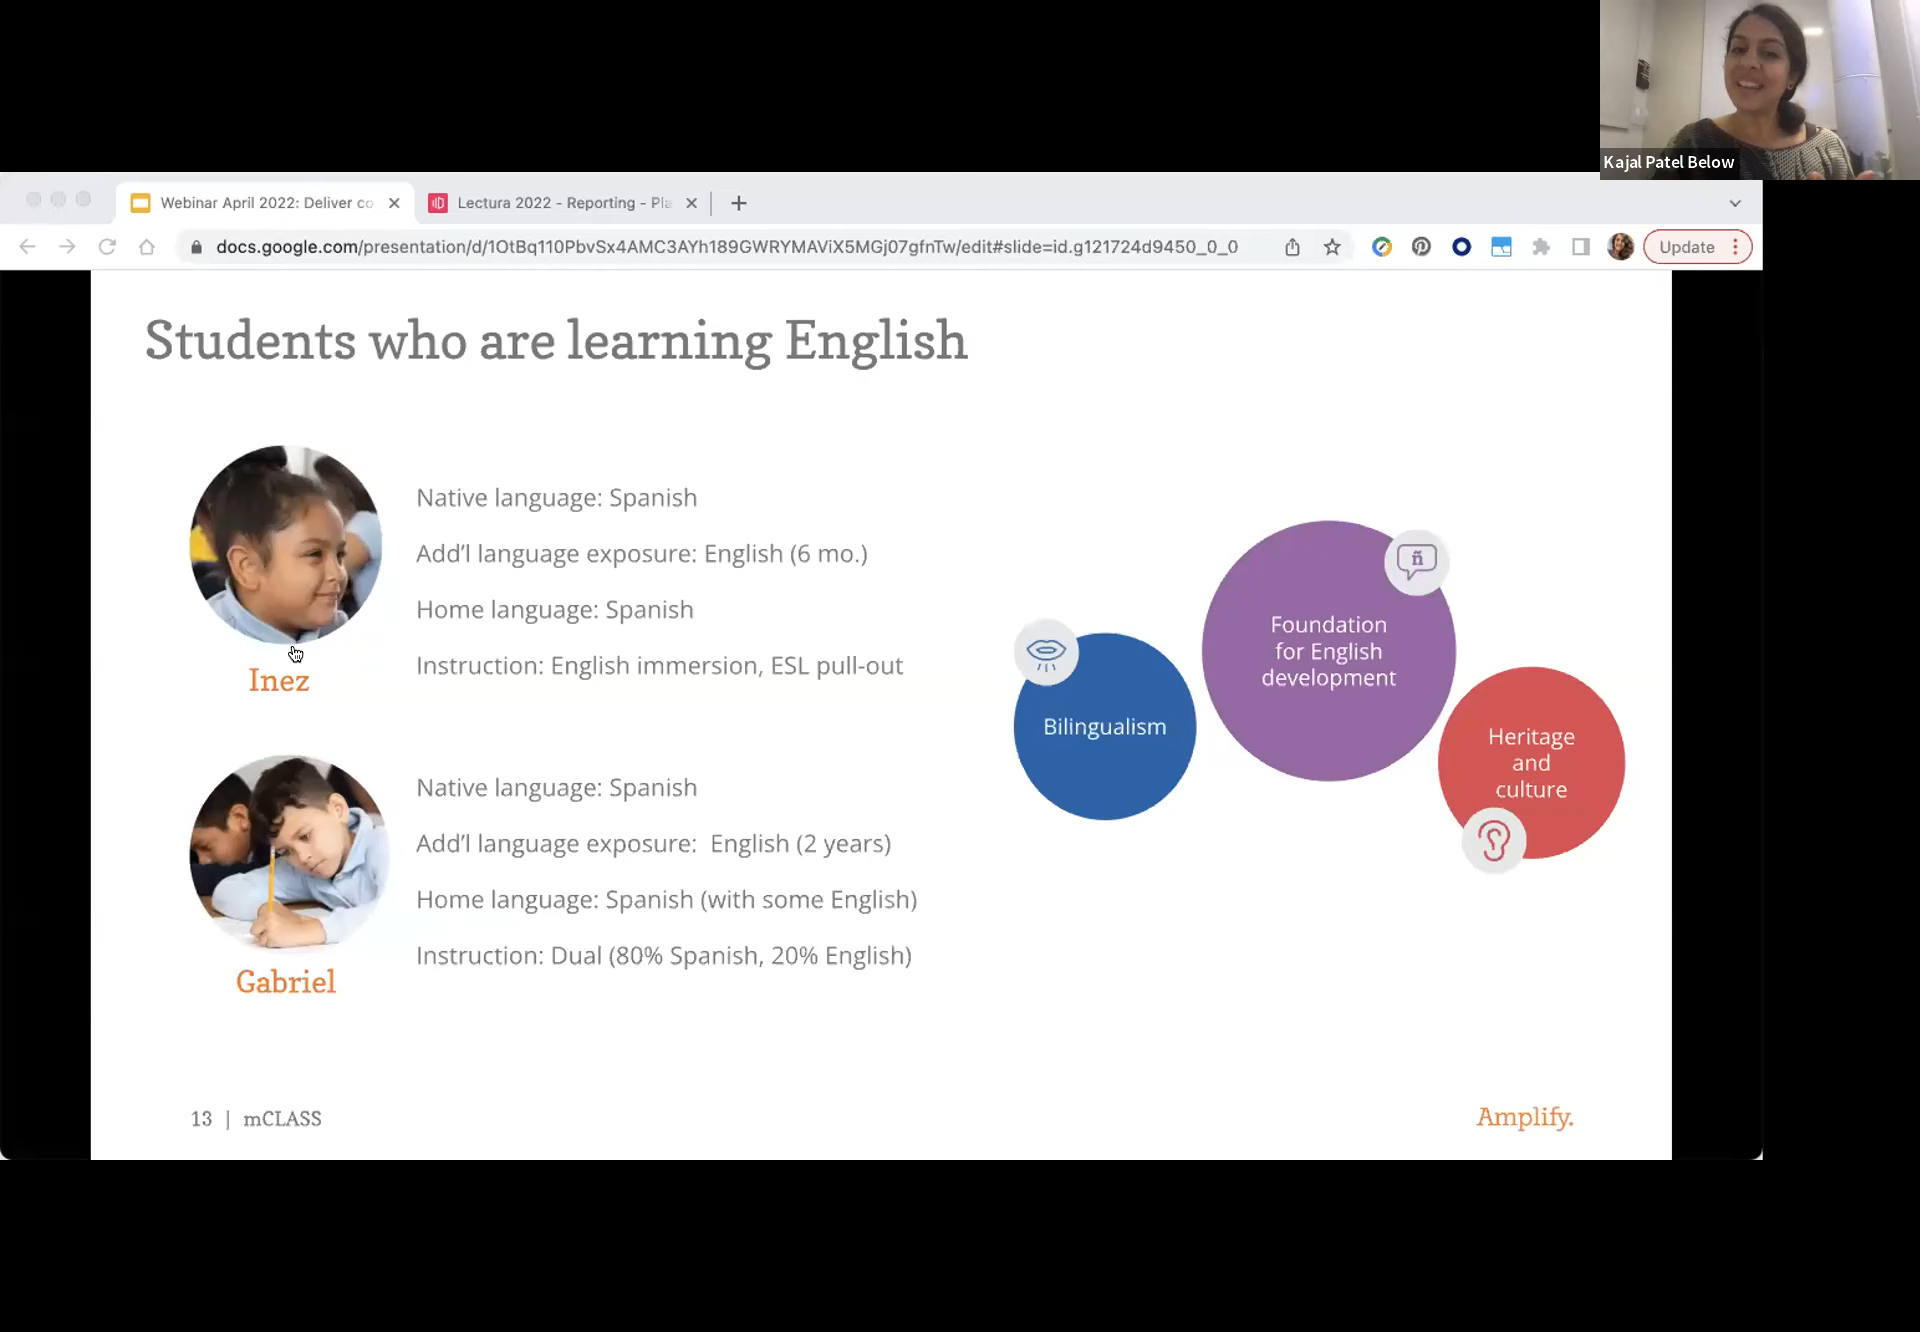 Kajal Patel Below
Webinar April 2022: Deliver co
Lectura 2022 - Reporting - Pla
docs.google.com/presentation/d/1OtBq110PbvSx4AMC3AYh189GWRYMAViX5MGj07gfnTw/edit#slide=id.g121724d9450_0_0
Update
Students who are learning English
Native language: Spanish
Add’l language exposure: English (6 mo.)
Home language: Spanish
Instruction: English immersion, ESL pull-out
Inez
Native language: Spanish
Add’l language exposure: English (2 years)
Home language: Spanish (with some English)
Instruction: Dual (80% Spanish, 20% English)
Gabriel
Bilingualism
ñ
Foundation
for English
development
Heritage
and
culture
13 | mCLASS
Amplify.